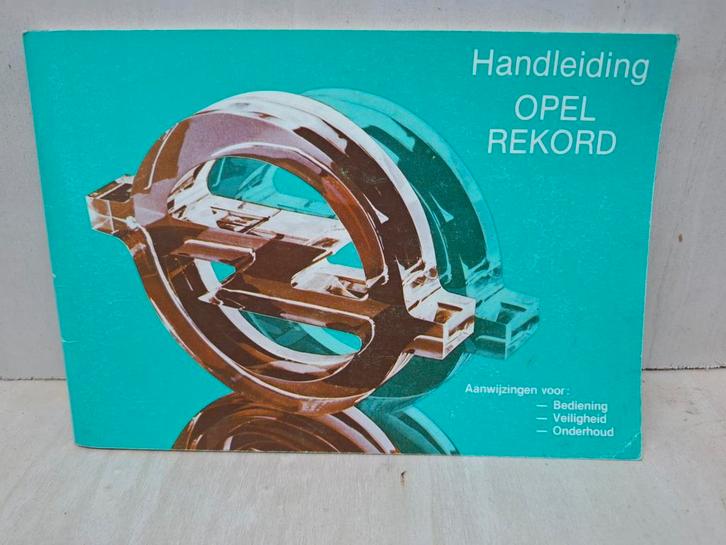 Handleiding
OPEL
REKORD
Aanwijzingen voor:
— Bediening
— Veiligheid
— Onderhoud